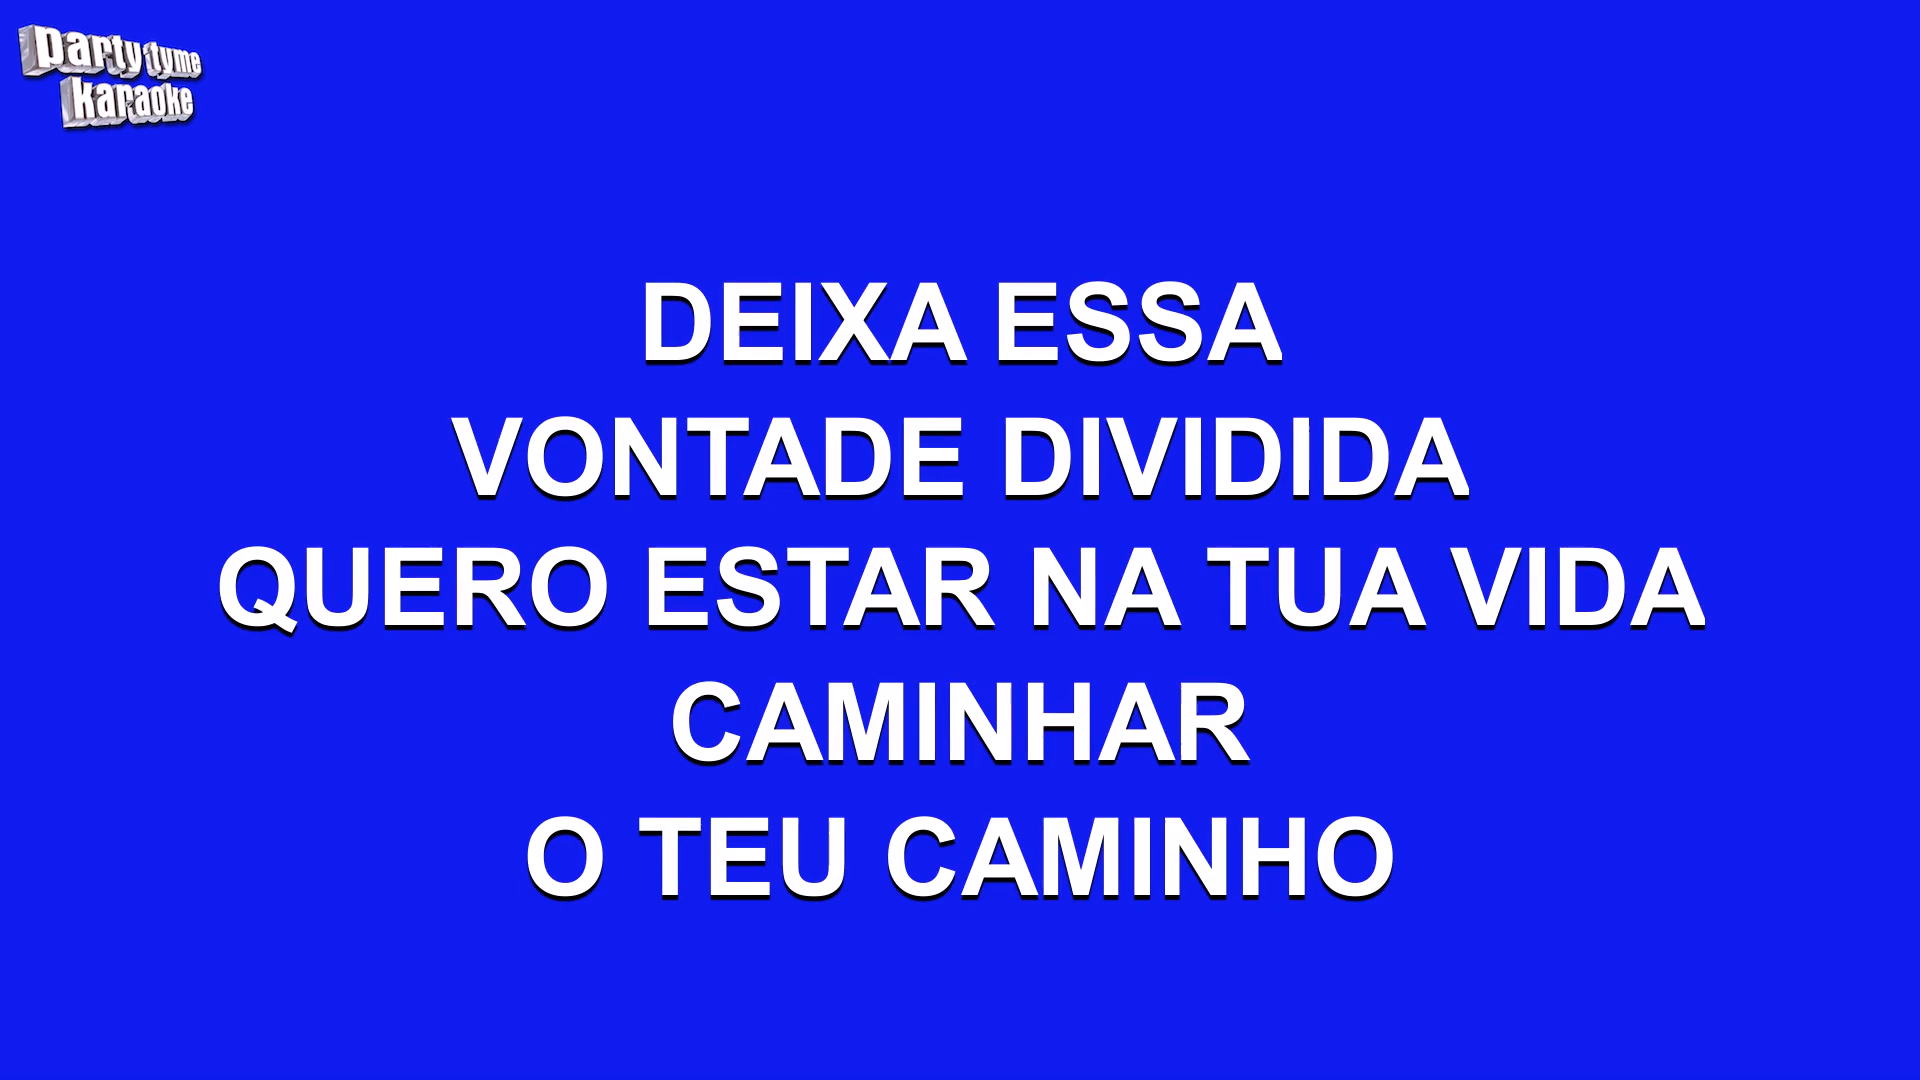 party tyme
karaoke
DEIXA ESSA
VONTADE DIVIDIDA
QUERO ESTAR NA TUA VIDA
CAMINHAR
O TEU CAMINHO